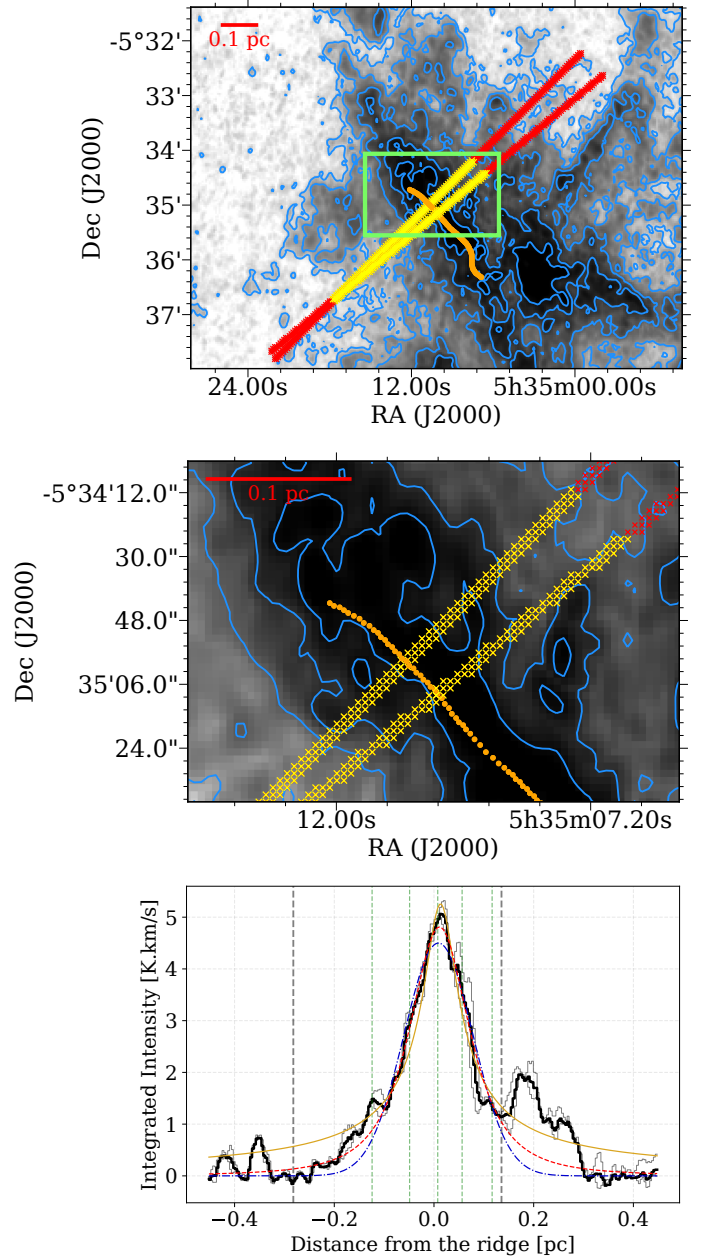 -5°32'
0.1 pc
33'
34'
35'
36'
37'
Dec (J2000)
24.00s 12.00s 5h35m00.00s
RA (J2000)
-5°34'12.0"
0.1 pc
30.0"
48.0"
35'06.0"
24.0"
Dec (J2000)
12.00s 5h35m07.20s
RA (J2000)
5
4
3
2
1
0
Integrated Intensity [K.km/s]
−0.4 −0.2 0.0 0.2 0.4
Distance from the ridge [pc]